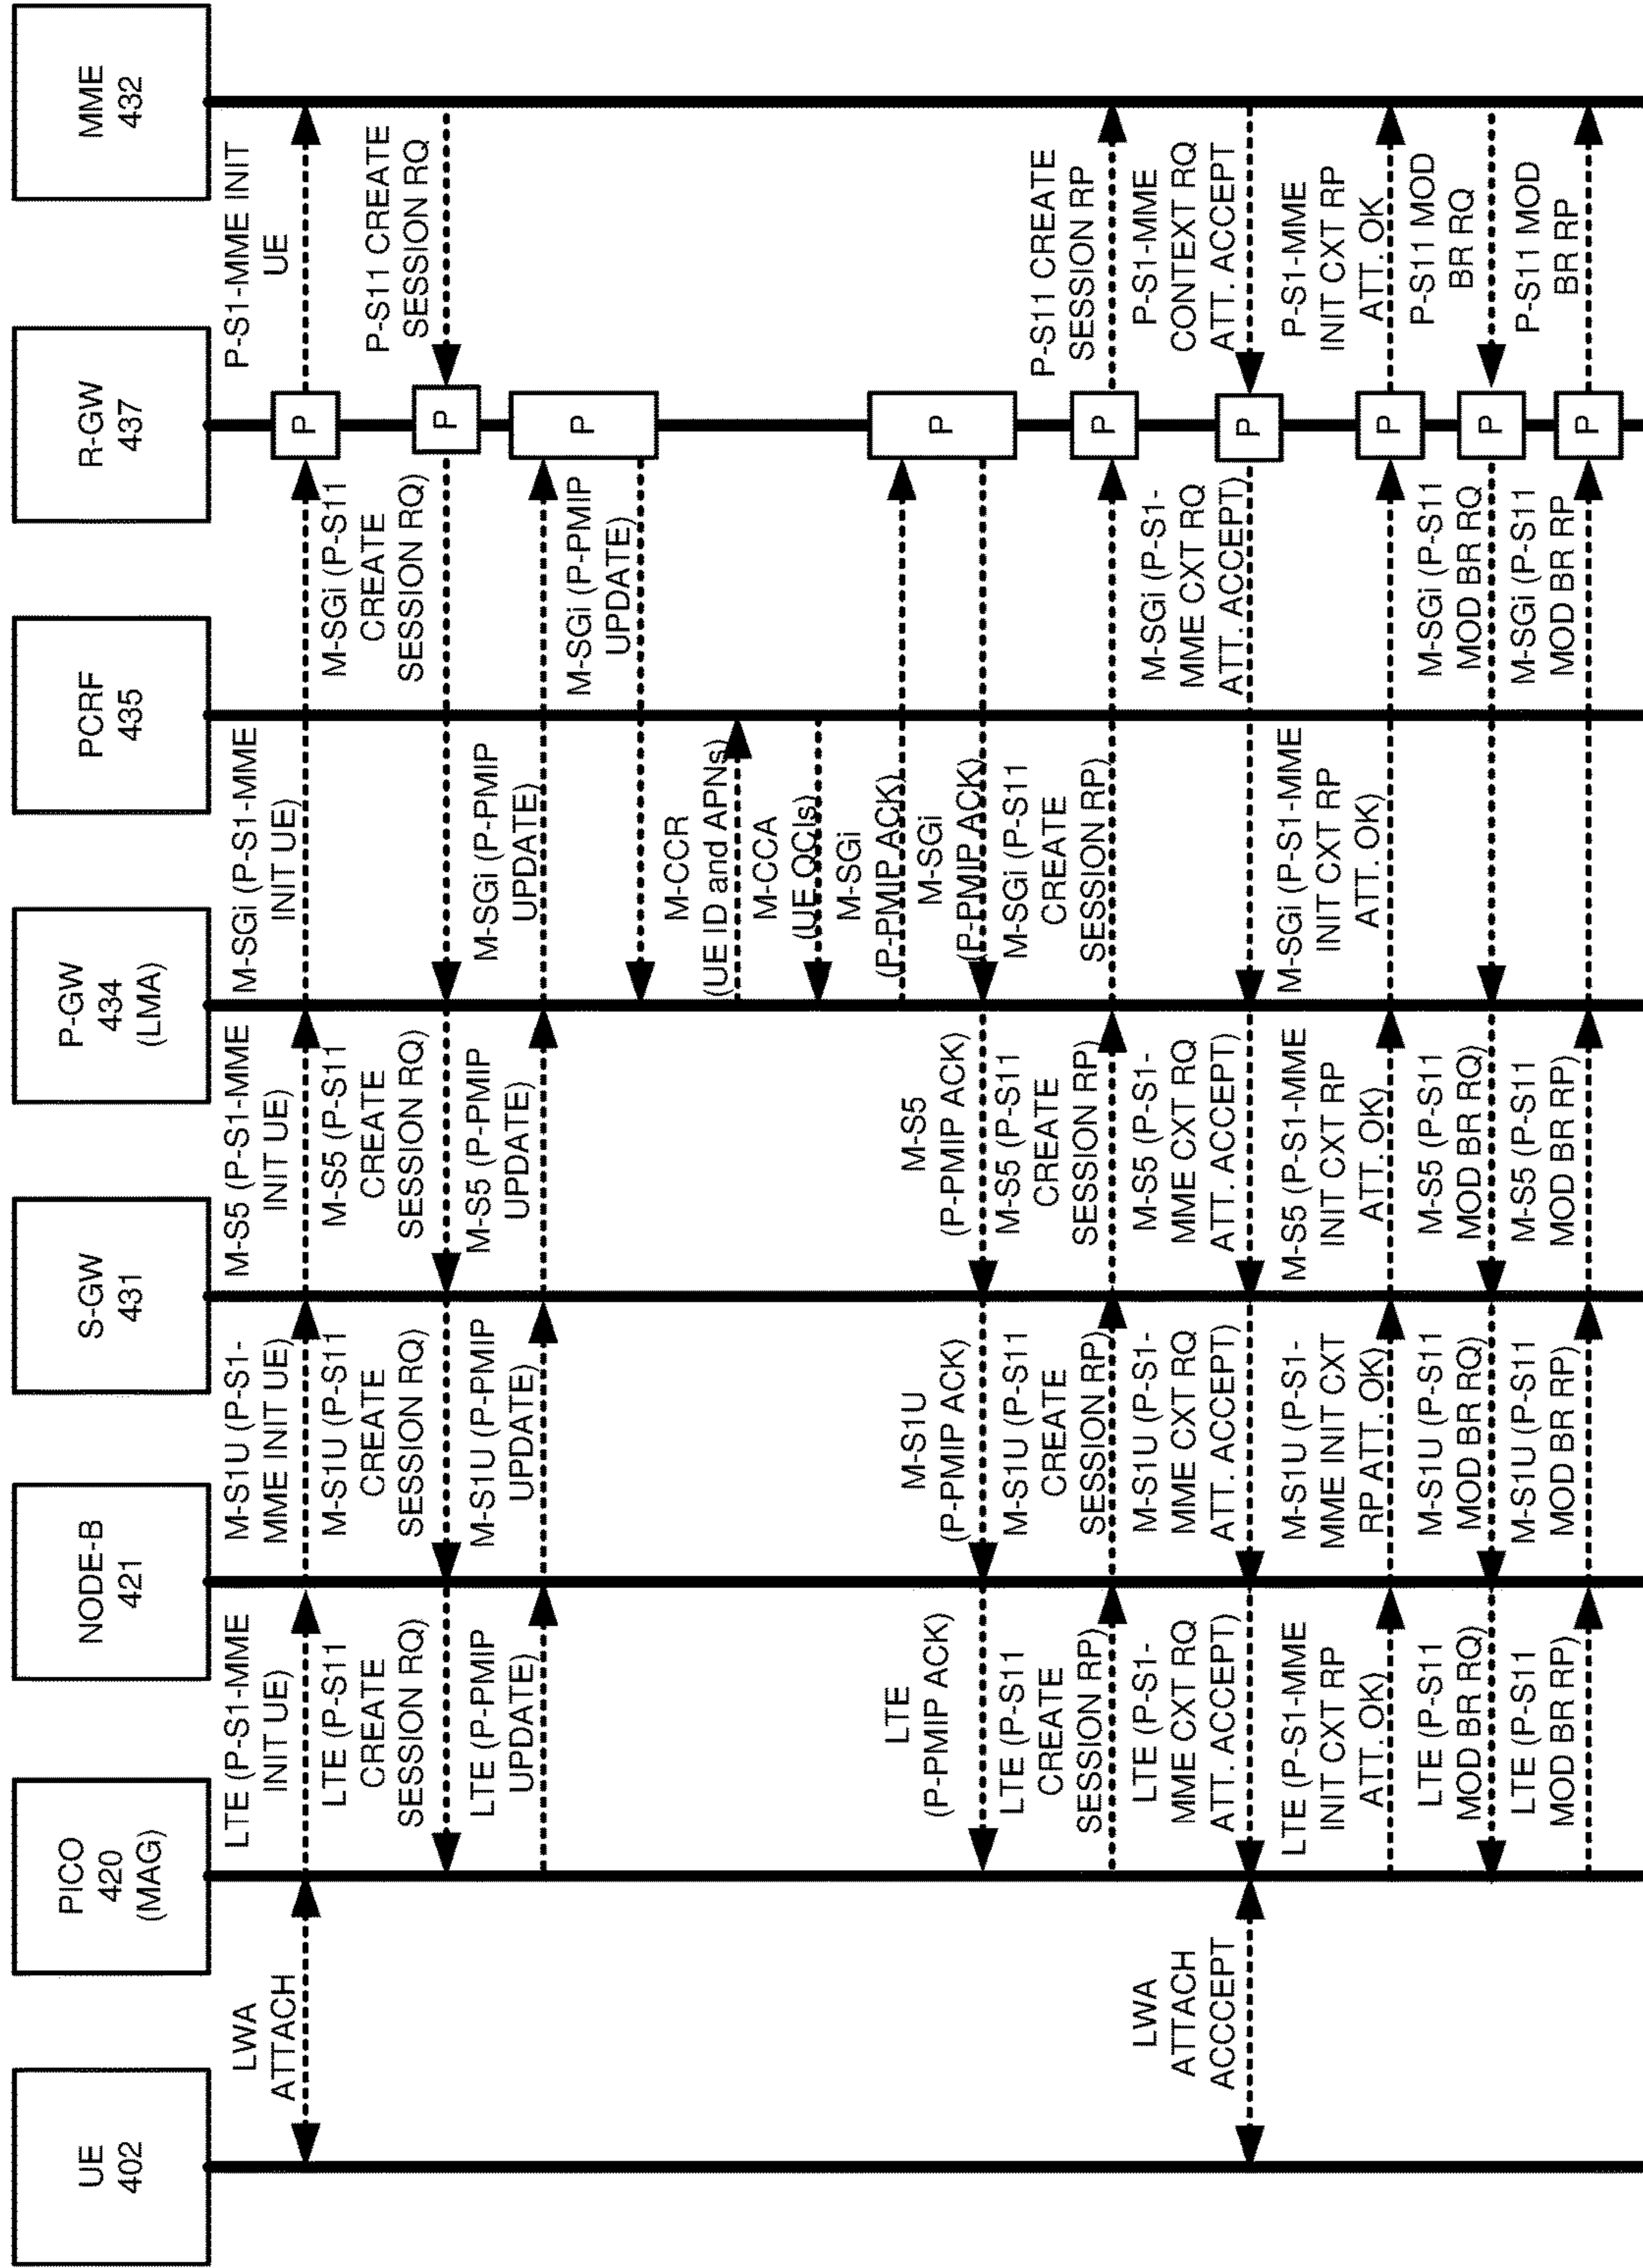 UE
402
PICO
420
(MAG)
NODE-B
421
S-GW
431
P-GW
434
(LMA)
PCRF
435
R-GW
437
MME
432
LWA
ATTACH
LTE (P-S1-MME
INIT UE)
M-S1U (P-S1-
MME INIT UE)
M-S5 (P-S1-MME
INIT UE)
M-SGi (P-S1-MME
INIT UE)
P
P-S1-MME INIT
UE
LTE (P-S11
CREATE
SESSION RQ)
M-S1U (P-S11
CREATE
SESSION RQ)
M-S5 (P-S11
CREATE
SESSION RQ)
M-SGi (P-S11
CREATE
SESSION RQ)
P
P-S11 CREATE
SESSION RQ
LTE (P-PMIP
UPDATE)
M-S1U (P-PMIP
UPDATE)
M-S5 (P-PMIP
UPDATE)
M-SGi (P-PMIP
UPDATE)
M-SGi (P-PMIP
UPDATE)
P
M-CCR
(UE ID and APNs)
M-CCA
(UE QCIs)
M-SGi
(P-PMIP ACK)
P
LTE
(P-PMIP ACK)
M-S1U
(P-PMIP ACK)
M-S5
(P-PMIP ACK)
M-SGi
(P-PMIP ACK)
LTE (P-S11
CREATE
SESSION RP)
M-S1U (P-S11
CREATE
SESSION RP)
M-S5 (P-S11
CREATE
SESSION RP)
M-SGi (P-S11
CREATE
SESSION RP)
P
P-S11 CREATE
SESSION RP
LWA
ATTACH
ACCCEPT
LTE (P-S1-
MME CXT RQ
ATT. ACCEPT)
M-S1U (P-S1-
MME CXT RQ
ATT. ACCEPT)
M-S5 (P-S1-
MME CXT RQ
ATT. ACCEPT)
M-SGi (P-S1-
MME CXT RQ
ATT. ACCEPT)
P
P-S1-MME
CONTEXT RQ
ATT. ACCEPT
LTE (P-S1-MME
INIT CXT RP
ATT. OK)
M-S1U (P-S1-
MME INIT CXT
RP ATT. OK)
M-S5 (P-S1-MME
INIT CXT RP
ATT. OK)
M-SGi (P-S1-MME
INIT CXT RP
ATT. OK)
P
P-S1-MME
INIT CXT RP
ATT. OK
LTE (P-S11
MOD BR RQ)
M-S1U (P-S11
MOD BR RQ)
M-S5 (P-S11
MOD BR RQ)
M-SGi (P-S11
MOD BR RQ
P
P-S11 MOD
BR RQ
LTE (P-S11
MOD BR RP)
M-S1U (P-S11
MOD BR RP)
M-S5 (P-S11
MOD BR RP)
M-SGi (P-S11
MOD BR RP
P
P-S11 MOD
BR RP